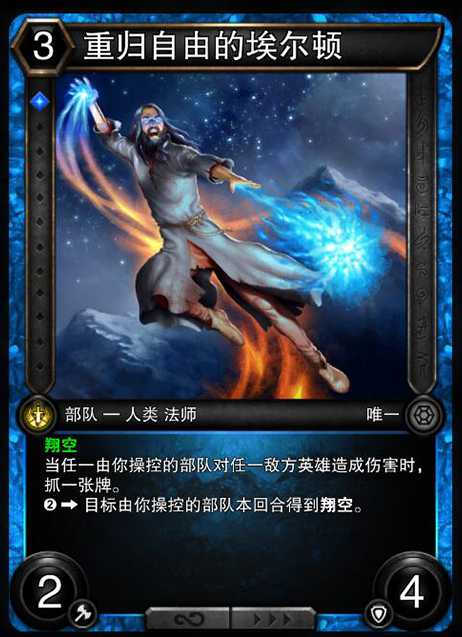 3 重归自由的埃尔顿
部队 — 人类 法师 唯一
翔空
当任一由你操控的部队对任一敌方英雄造成伤害时，
抓一张牌。
❷ ➡ 目标由你操控的部队本回合得到翔空。
2 4